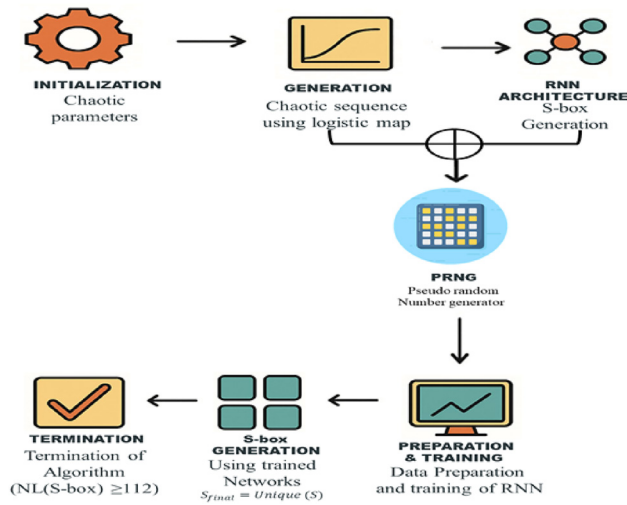 INITIALIZATION
Chaotic
parameters
GENERATION
Chaotic sequence
using logistic map
RNN
ARCHITECTURE
S-box
Generation
PRNG
Pseudo random
Number generator
PREPARATION
& TRAINING
Data Preparation
and training of RNN
S-box
GENERATION
Using trained
Networks
S_final = Unique (S)
TERMINATION
Termination of
Algorithm
(NL(S-box) ≥112)